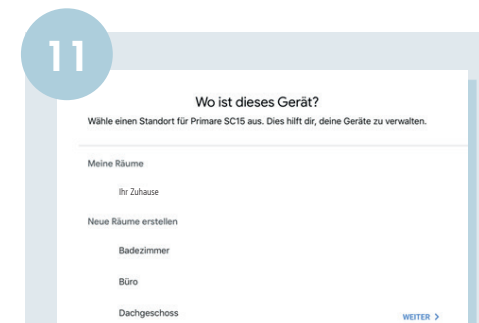 11
Wo ist dieses Gerät?
Wähle einen Standort für Primare SC15 aus. Dies hilft dir, deine Geräte zu verwalten.
Meine Räume
Ihr Zuhause
Neue Räume erstellen
Badezimmer
Büro
Dachgeschoss
WEITER >